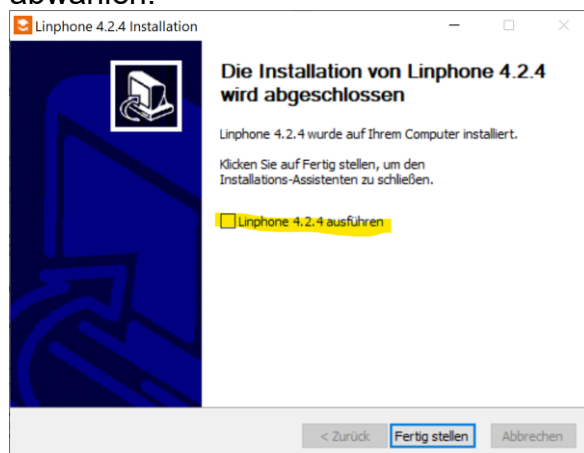 abwählen:
Linphone 4.2.4 Installation
Die Installation von Linphone 4.2.4
wird abgeschlossen
Linphone 4.2.4 wurde auf Ihrem Computer installiert.
Klicken Sie auf Fertig stellen, um den
Installations-Assistenten zu schließen.
Linphone 4.2.4 ausführen
< Zurück Fertig stellen Abbrechen